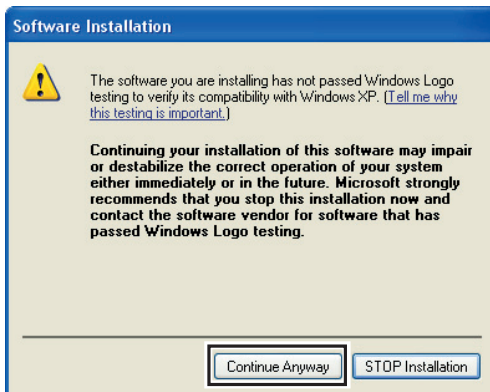 Software Installation
The software you are installing has not passed Windows Logo
testing to verify its compatibility with Windows XP. (Tell me why
this testing is important.)
Continuing your installation of this software may impair
or destabilize the correct operation of your system
either immediately or in the future. Microsoft strongly
recommends that you stop this installation now and
contact the software vendor for software that has
passed Windows Logo testing.
Continue Anyway
STOP Installation